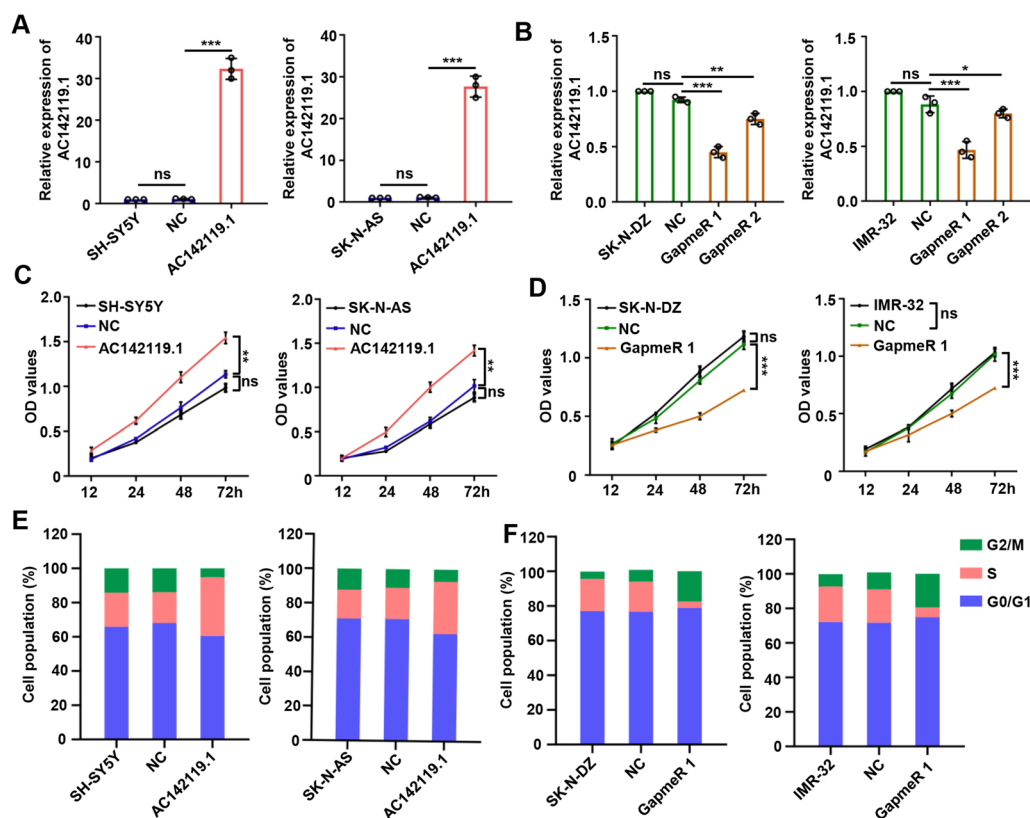 A
Relative expression of
AC142119.1
40
30
20
10
0
***
ns
SH-SY5Y
NC
AC142119.1
Relative expression of
AC142119.1
40
30
20
10
0
***
ns
SK-N-AS
NC
AC142119.1
B
Relative expression of
AC142119.1
1.5
1.0
0.5
0.0
ns
**
***
SK-N-DZ
NC
GapmeR 1
GapmeR 2
Relative expression of
AC142119.1
1.5
1.0
0.5
0.0
ns
*
***
IMR-32
NC
GapmeR 1
GapmeR 2
C
OD values
2.0
1.5
1.0
0.5
0
SH-SY5Y
NC
AC142119.1
**
ns
12 24 48 72h
OD values
2.0
1.5
1.0
0.5
0
SK-N-AS
NC
AC142119.1
**
ns
12 24 48 72h
D
OD values
1.5
1.0
0.5
0
SK-N-DZ
NC
GapmeR 1
ns
***
12 24 48 72h
OD values
1.5
1.0
0.5
0
IMR-32
NC
ns
GapmeR 1
***
12 24 48 72h
E
Cell population (%)
120
100
80
60
40
20
0
SH-SY5Y
NC
AC142119.1
Cell population (%)
120
100
80
60
40
20
0
SK-N-AS
NC
AC142119.1
F
Cell population (%)
120
100
80
60
40
20
0
SK-N-DZ
NC
GapmeR 1
Cell population (%)
120
100
80
60
40
20
0
IMR-32
NC
GapmeR 1
G2/M
S
G0/G1